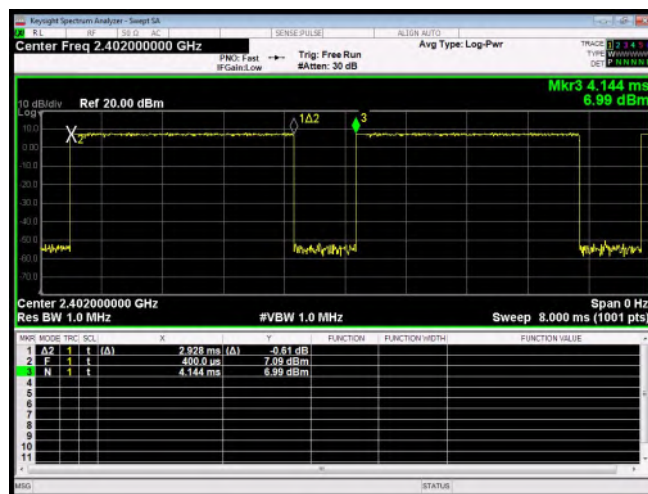 Keysight Spectrum Analyzer - Swept SA
RL RF 50 Ω AC SENSE:PULSE ALIGN AUTO
Center Freq 2.402000000 GHz Avg Type: Log-Pwr TRACE 1 2 3 4 5
PNO: Fast Trig: Free Run TYPE WWWWWW
IFGain:Low #Atten: 30 dB DET P N N N N
Mkr3 4.144 ms
10 dB/div Ref 20.00 dBm 6.99 dBm
Log
10.0
0.00
-10.0
-20.0
-30.0
-40.0
-50.0
-60.0
-70.0
X2 1Δ2 3
Center 2.402000000 GHz Span 0 Hz
Res BW 1.0 MHz #VBW 1.0 MHz Sweep 8.000 ms (1001 pts)
MKR MODE TRC SCL X Y FUNCTION FUNCTION WIDTH FUNCTION VALUE
1 Δ2 1 t (Δ) 2.928 ms (Δ) -0.61 dB
2 F 1 t 400.0 µs 7.09 dBm
3 N 1 t 4.144 ms 6.99 dBm
4
5
6
7
8
9
10
11
MSG STATUS